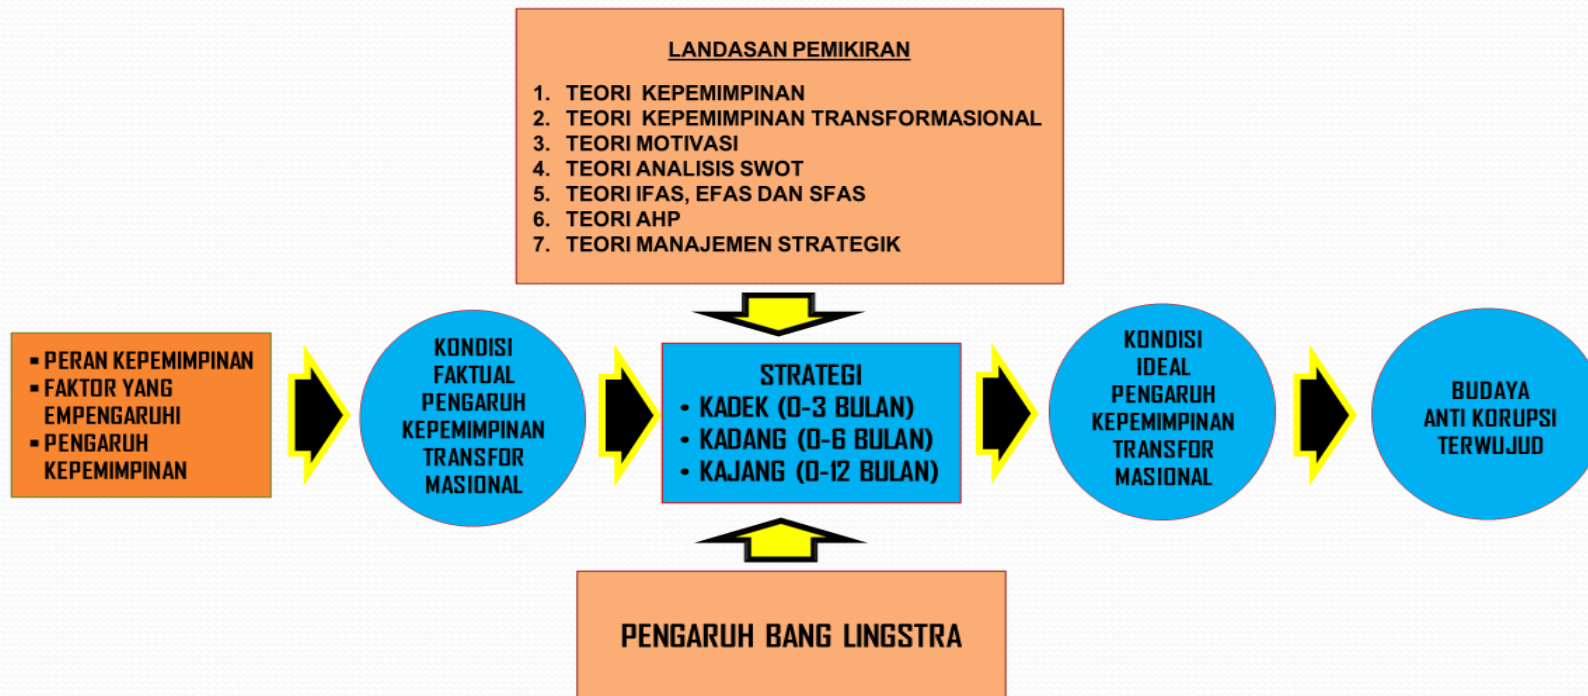 LANDASAN PEMIKIRAN
1. TEORI KEPEMIMPINAN
2. TEORI KEPEMIMPINAN TRANSFORMASIONAL
3. TEORI MOTIVASI
4. TEORI ANALISIS SWOT
5. TEORI IFAS, EFAS DAN SFAS
6. TEORI AHP
7. TEORI MANAJEMEN STRATEGIK
▪ PERAN KEPEMIMPINAN
▪ FAKTOR YANG
EMPENGARUHI
▪ PENGARUH
KEPEMIMPINAN
KONDISI
FAKTUAL
PENGARUH
KEPEMIMPINAN
TRANSFOR
MASIONAL
STRATEGI
• KADEK (0-3 BULAN)
• KADANG (0-6 BULAN)
• KAJANG (0-12 BULAN)
KONDISI
IDEAL
PENGARUH
KEPEMIMPINAN
TRANSFOR
MASIONAL
BUDAYA
ANTI KORUPSI
TERWUJUD
PENGARUH BANG LINGSTRA